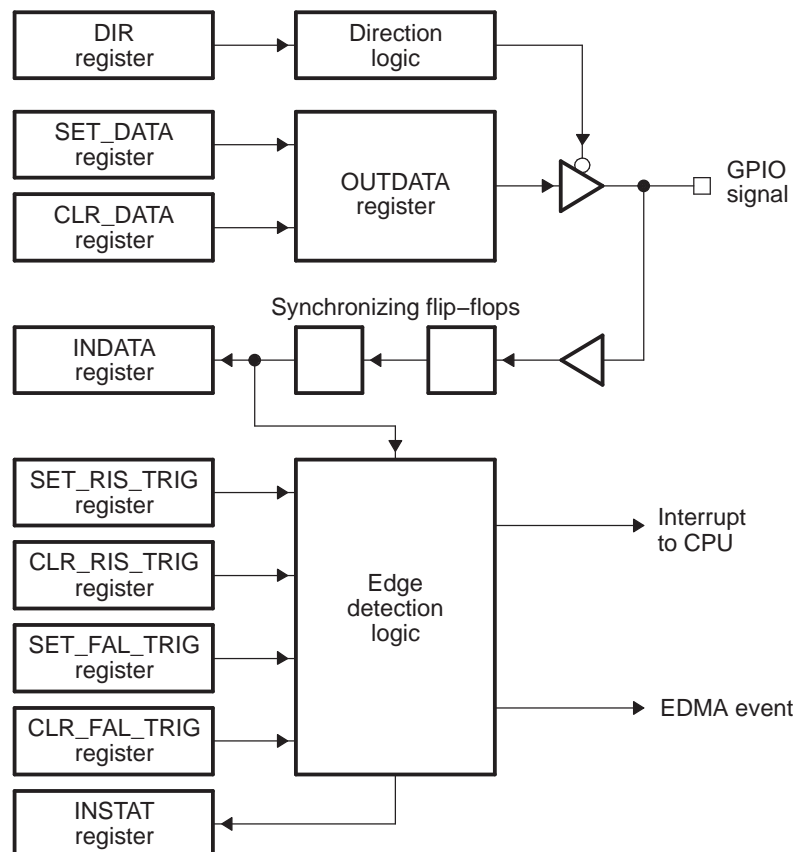 DIR
register
Direction
logic
SET_DATA
register
OUTDATA
register
GPIO
signal
CLR_DATA
register
Synchronizing flip−flops
INDATA
register
SET_RIS_TRIG
register
Interrupt
to CPU
CLR_RIS_TRIG
register
Edge
detection
logic
SET_FAL_TRIG
register
CLR_FAL_TRIG
register
EDMA event
INSTAT
register